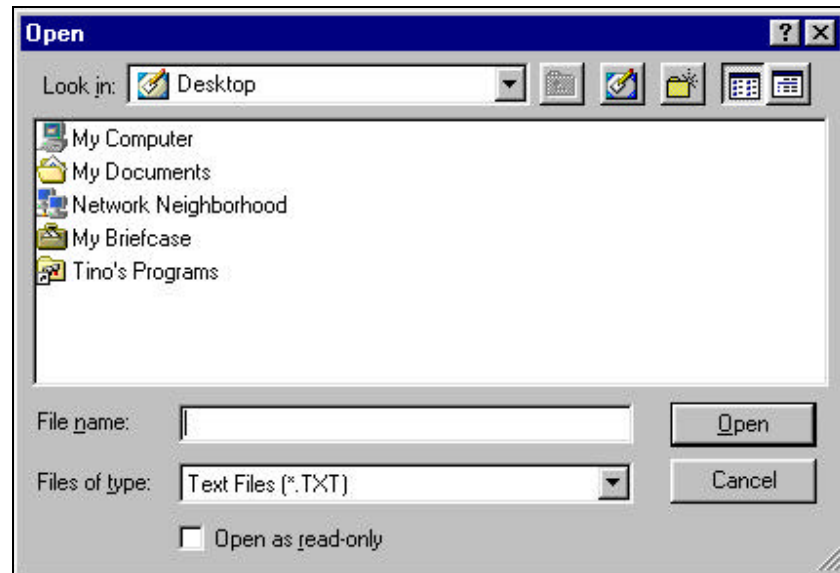 Open
Look in: Desktop
My Computer
My Documents
Network Neighborhood
My Briefcase
Tino's Programs
File name: Open
Files of type: Text Files (*.TXT) Cancel
Open as read-only